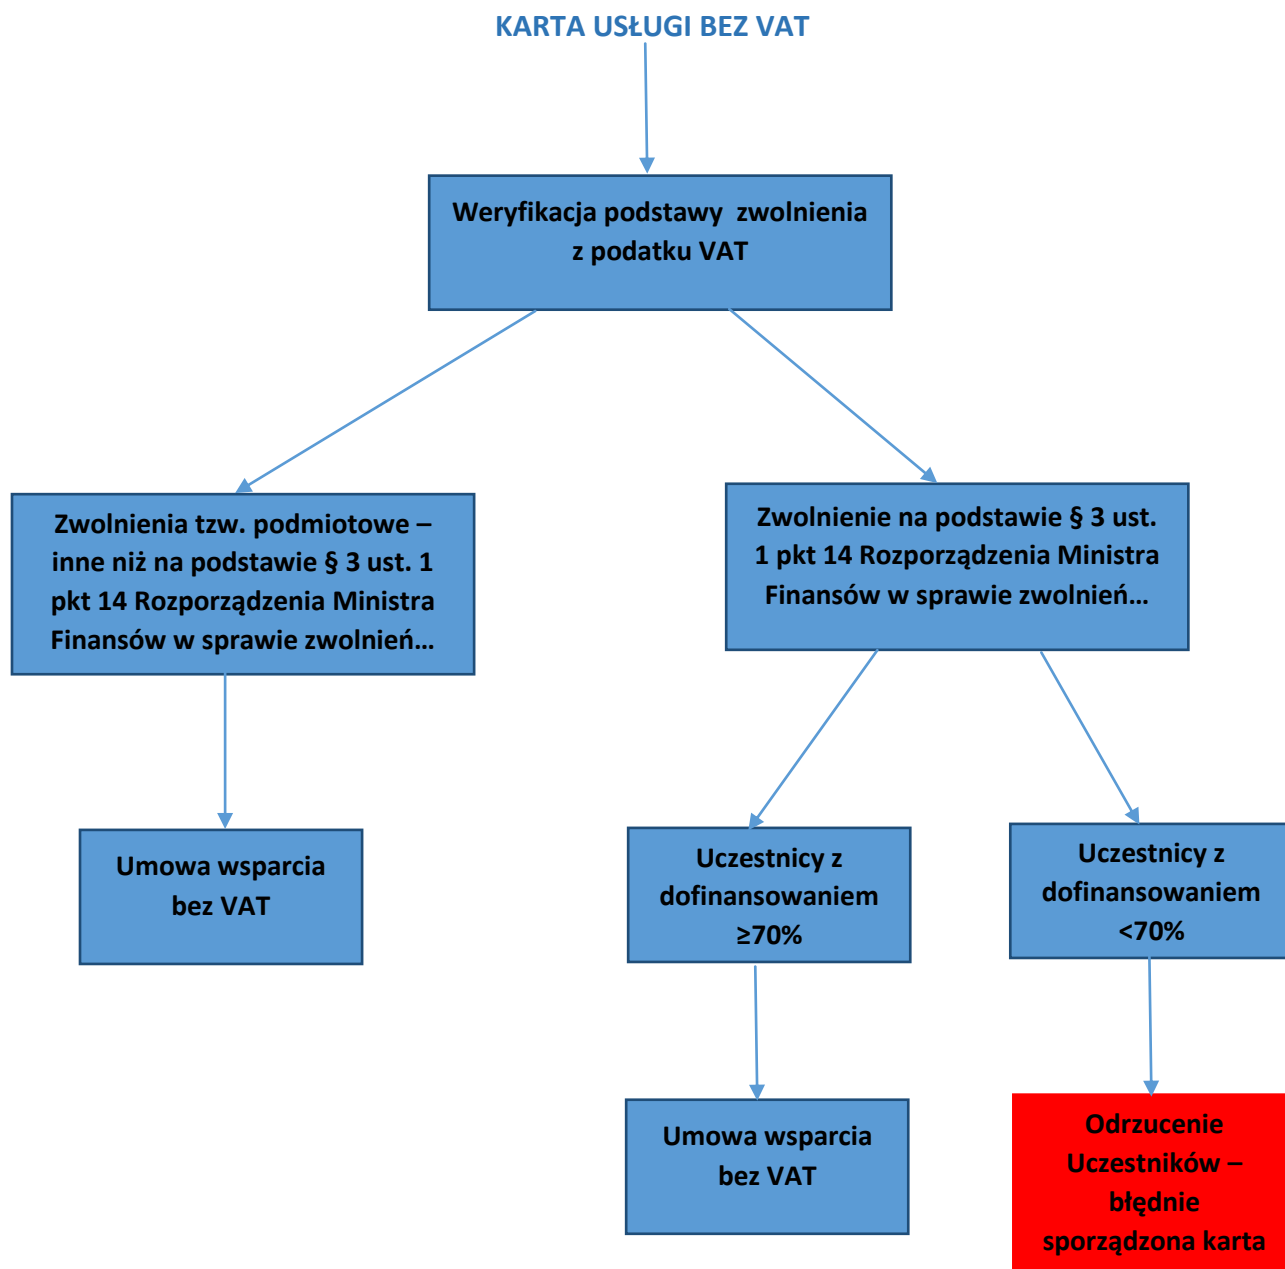 KARTA USŁUGI BEZ VAT
Weryfikacja podstawy zwolnienia
z podatku VAT
Zwolnienia tzw. podmiotowe –
inne niż na podstawie § 3 ust. 1
pkt 14 Rozporządzenia Ministra
Finansów w sprawie zwolnień...
Zwolnienie na podstawie § 3 ust.
1 pkt 14 Rozporządzenia Ministra
Finansów w sprawie zwolnień...
Umowa wsparcia
bez VAT
Uczestnicy z
dofinansowaniem
≥70%
Uczestnicy z
dofinansowaniem
<70%
Umowa wsparcia
bez VAT
Odrzucenie
Uczestników –
błędnie
sporządzona karta